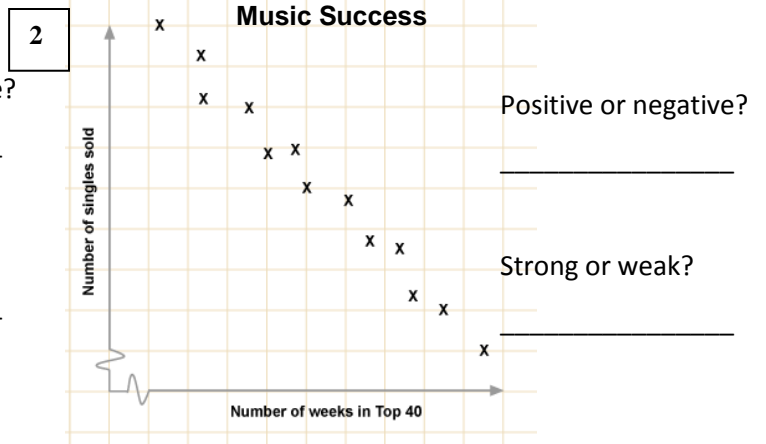 2
Music Success
e?
Positive or negative?
Number of singles sold
Strong or weak?
Number of weeks in Top 40